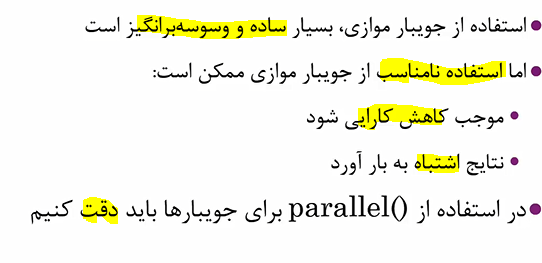 • استفاده از جویبار موازی، بسیار ساده و وسوسه‌برانگیز است
• اما استفاده نامناسب از جویبار موازی ممکن است:
• موجب کاهش کارایی شود
• نتایج اشتباه به بار آورد
• در استفاده از parallel() برای جویبارها باید دقت کنیم